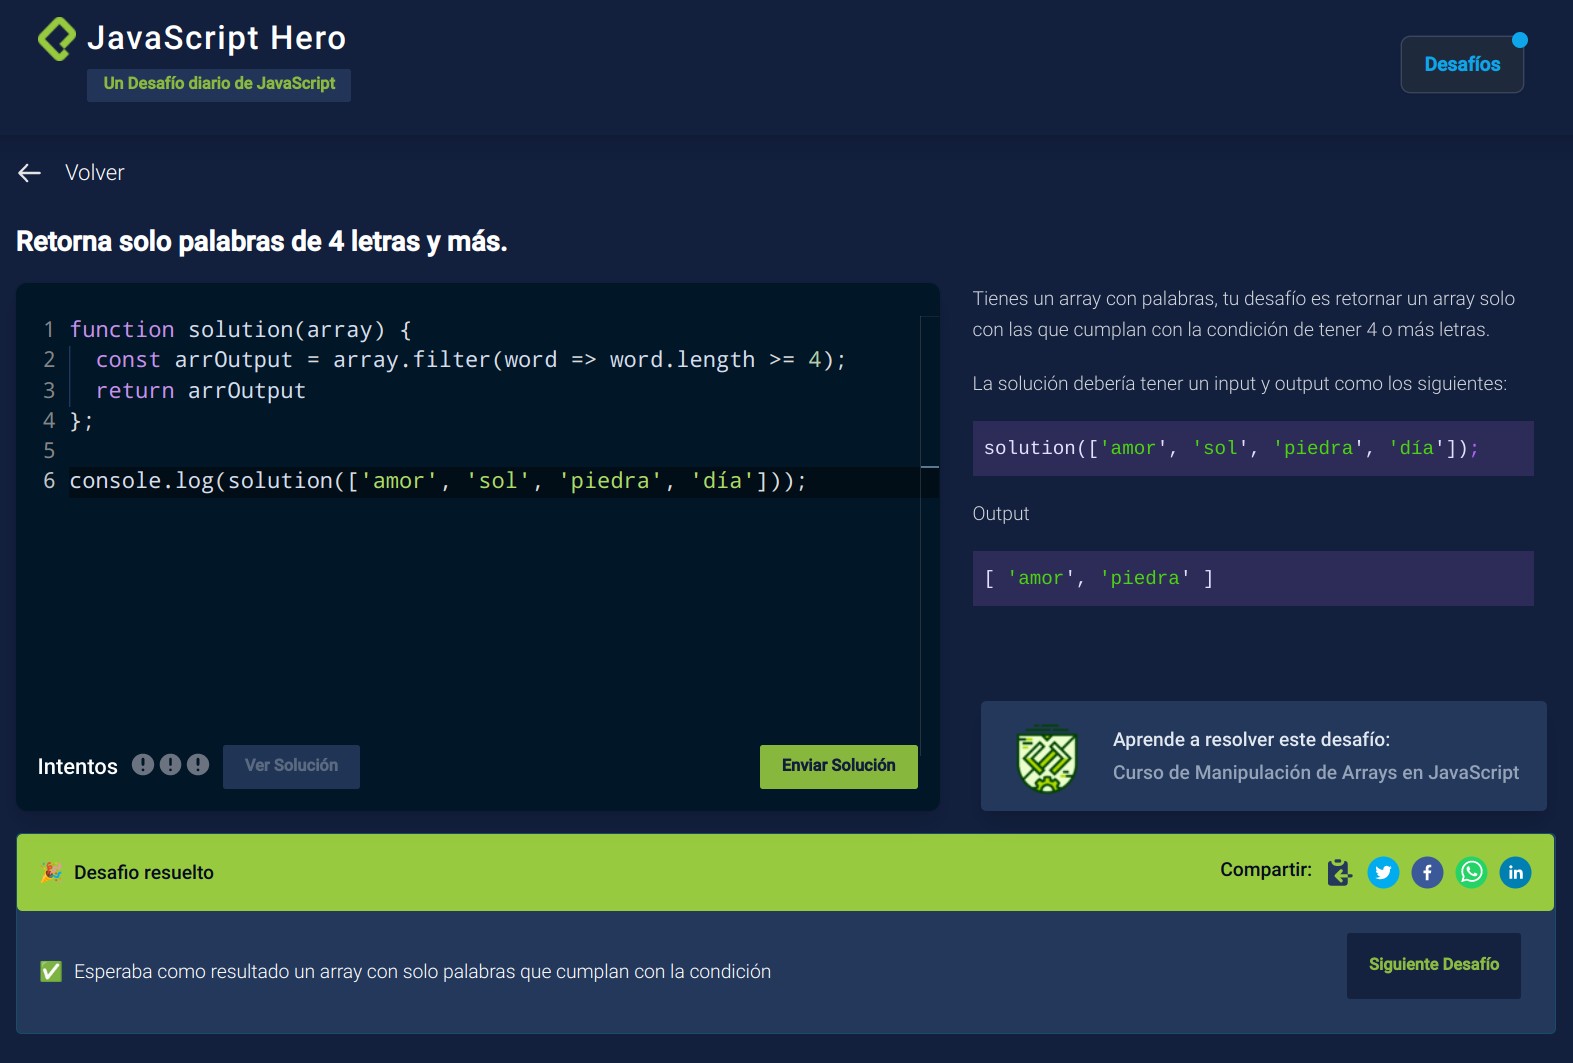 JavaScript Hero
Un Desafío diario de JavaScript
Desafíos
Volver
Retorna solo palabras de 4 letras y más.
1 function solution(array) {
2 const arrOutput = array.filter(word => word.length >= 4);
3 return arrOutput
4 };
5
6 console.log(solution(['amor', 'sol', 'piedra', 'día']));
Intentos
Ver Solución
Enviar Solución
Tienes un array con palabras, tu desafío es retornar un array solo
con las que cumplan con la condición de tener 4 o más letras.
La solución debería tener un input y output como los siguientes:
solution(['amor', 'sol', 'piedra', 'día']);
Output
[ 'amor', 'piedra' ]
Aprende a resolver este desafío:
Curso de Manipulación de Arrays en JavaScript
Desafio resuelto
Compartir:
Esperaba como resultado un array con solo palabras que cumplan con la condición
Siguiente Desafío